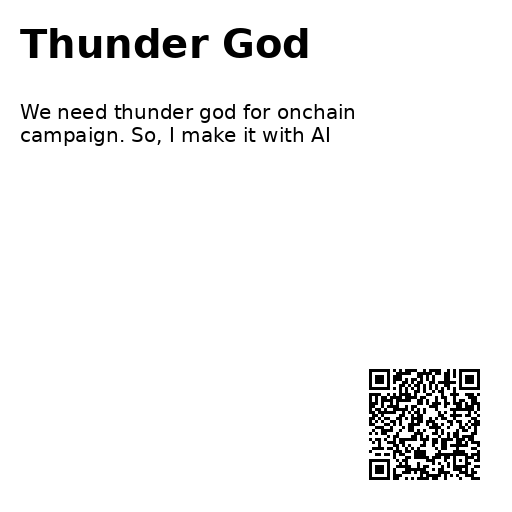 Thunder God
We need thunder god for onchain
campaign. So, I make it with AI